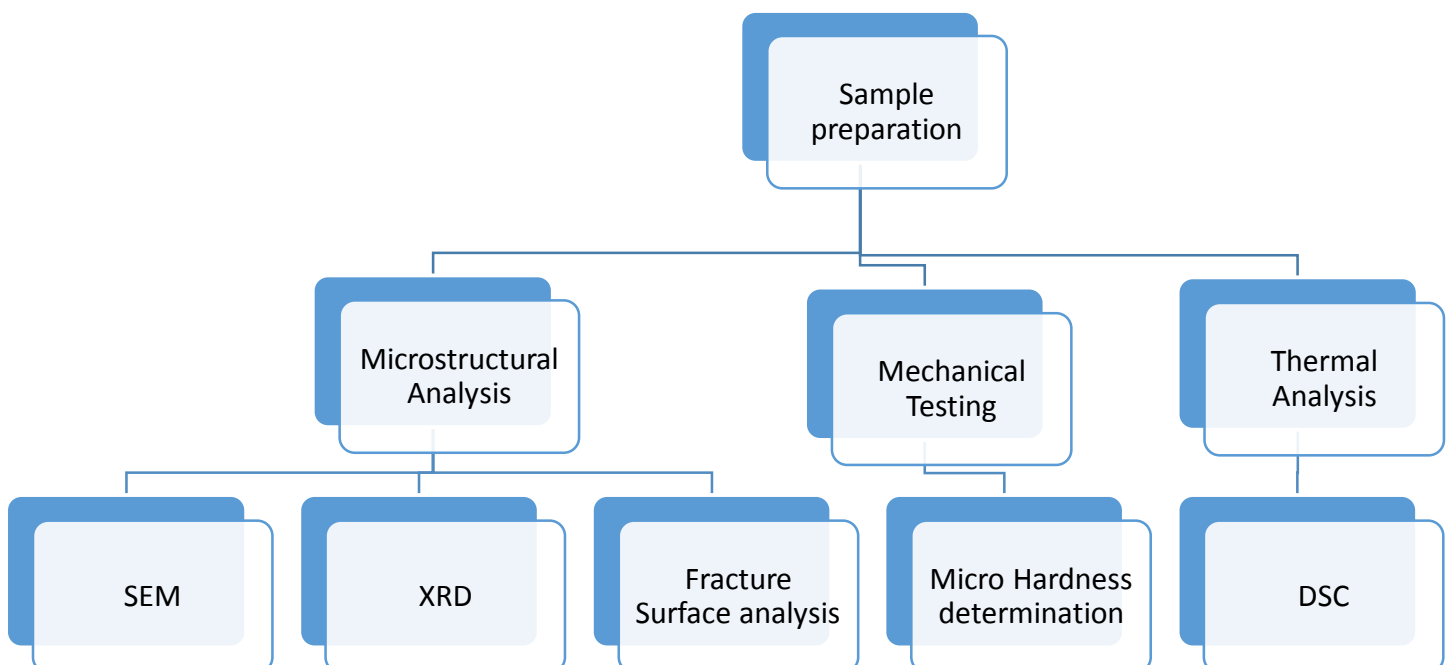 Sample
preparation
Microstructural
Analysis
Mechanical
Testing
Thermal
Analysis
SEM
XRD
Fracture
Surface analysis
Micro Hardness
determination
DSC